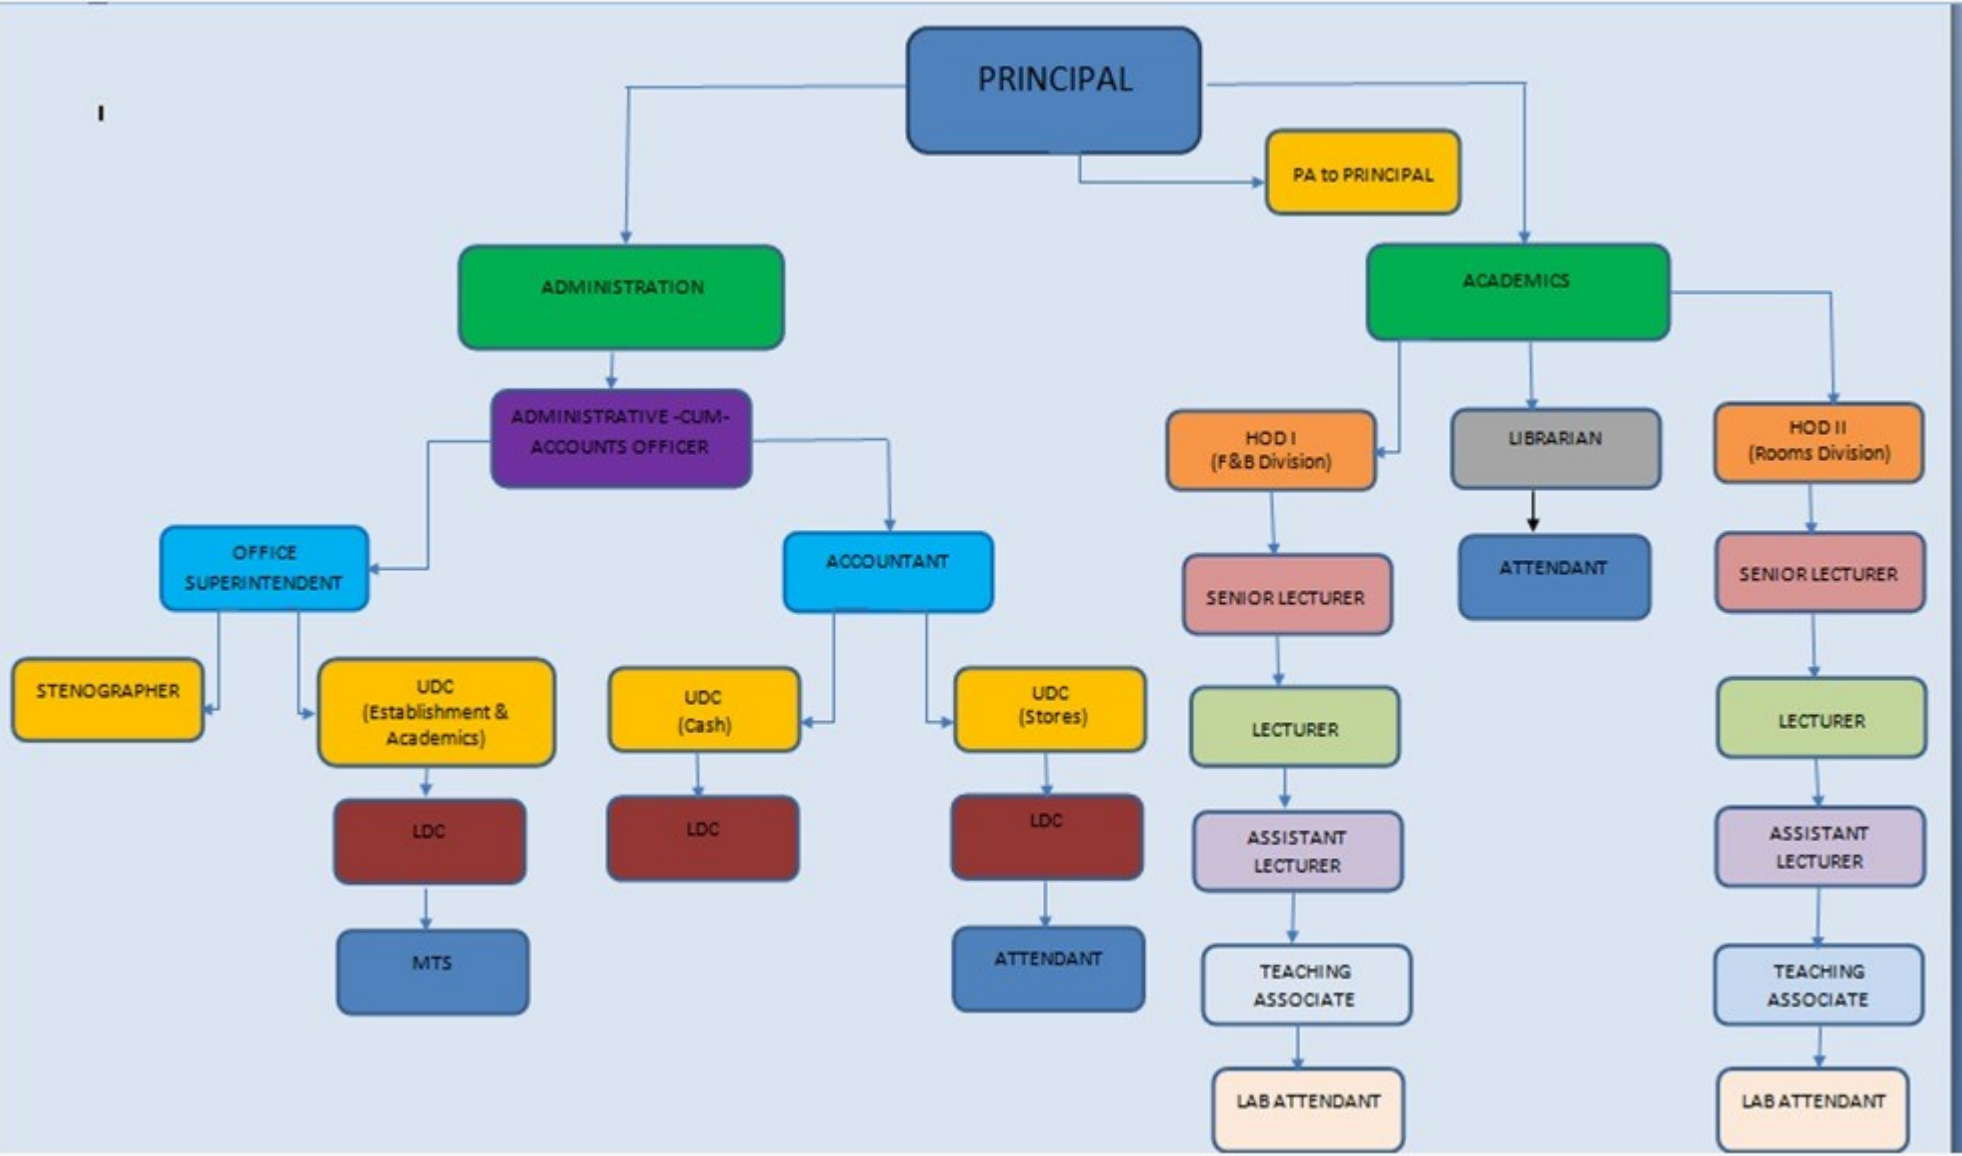 PRINCIPAL
PA to PRINCIPAL
ADMINISTRATION
ACADEMICS
ADMINISTRATIVE -CUM-
ACCOUNTS OFFICER
HOD I
(F&B Division)
LIBRARIAN
HOD II
(Rooms Division)
OFFICE
SUPERINTENDENT
ACCOUNTANT
SENIOR LECTURER
ATTENDANT
SENIOR LECTURER
STENOGRAPHER
UDC
(Establishment &
Academics)
UDC
(Cash)
UDC
(Stores)
LECTURER
LECTURER
LDC
LDC
LDC
ASSISTANT
LECTURER
ASSISTANT
LECTURER
MTS
ATTENDANT
TEACHING
ASSOCIATE
TEACHING
ASSOCIATE
LAB ATTENDANT
LAB ATTENDANT